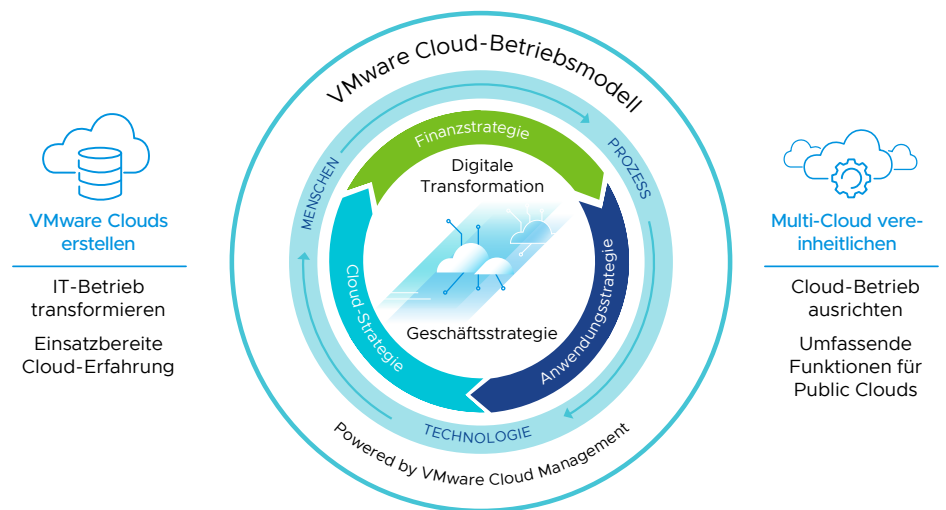 VMware Cloud-Betriebsmodell
MENSCHEN
PROZESS
TECHNOLOGIE
Finanzstrategie
Anwendungsstrategie
Cloud-Strategie
Digitale
Transformation
Geschäftsstrategie
Powered by VMware Cloud Management
VMware Clouds
erstellen
IT-Betrieb
transformieren
Einsatzbereite
Cloud-Erfahrung
Multi-Cloud vere-
inheitlichen
Cloud-Betrieb
ausrichten
Umfassende
Funktionen für
Public Clouds